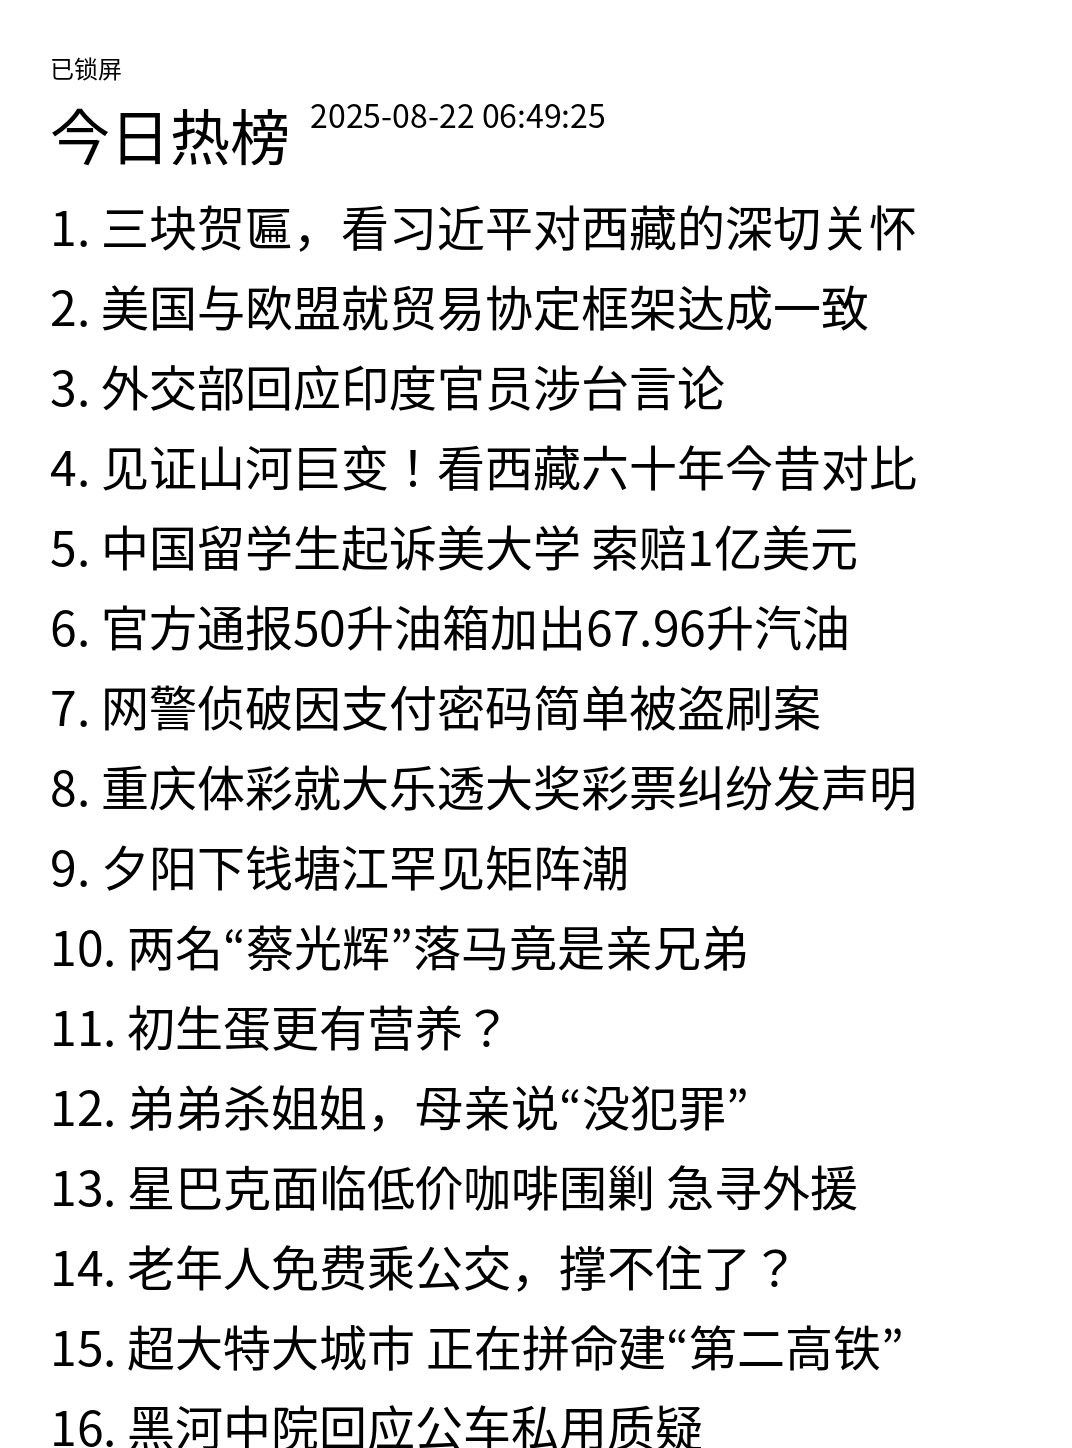 已锁屏
今日热榜 2025-08-22 06:49:25
1. 三块贺匾，看习近平对西藏的深切关怀
2. 美国与欧盟就贸易协定框架达成一致
3. 外交部回应印度官员涉台言论
4. 见证山河巨变！看西藏六十年今昔对比
5. 中国留学生起诉美大学 索赔1亿美元
6. 官方通报50升油箱加出67.96升汽油
7. 网警侦破因支付密码简单被盗刷案
8. 重庆体彩就大乐透大奖彩票纠纷发声明
9. 夕阳下钱塘江罕见矩阵潮
10. 两名“蔡光辉”落马竟是亲兄弟
11. 初生蛋更有营养？
12. 弟弟杀姐姐，母亲说“没犯罪”
13. 星巴克面临低价咖啡围剿 急寻外援
14. 老年人免费乘公交，撑不住了？
15. 超大特大城市 正在拼命建“第二高铁”
16. 黑河中院回应公车私用质疑